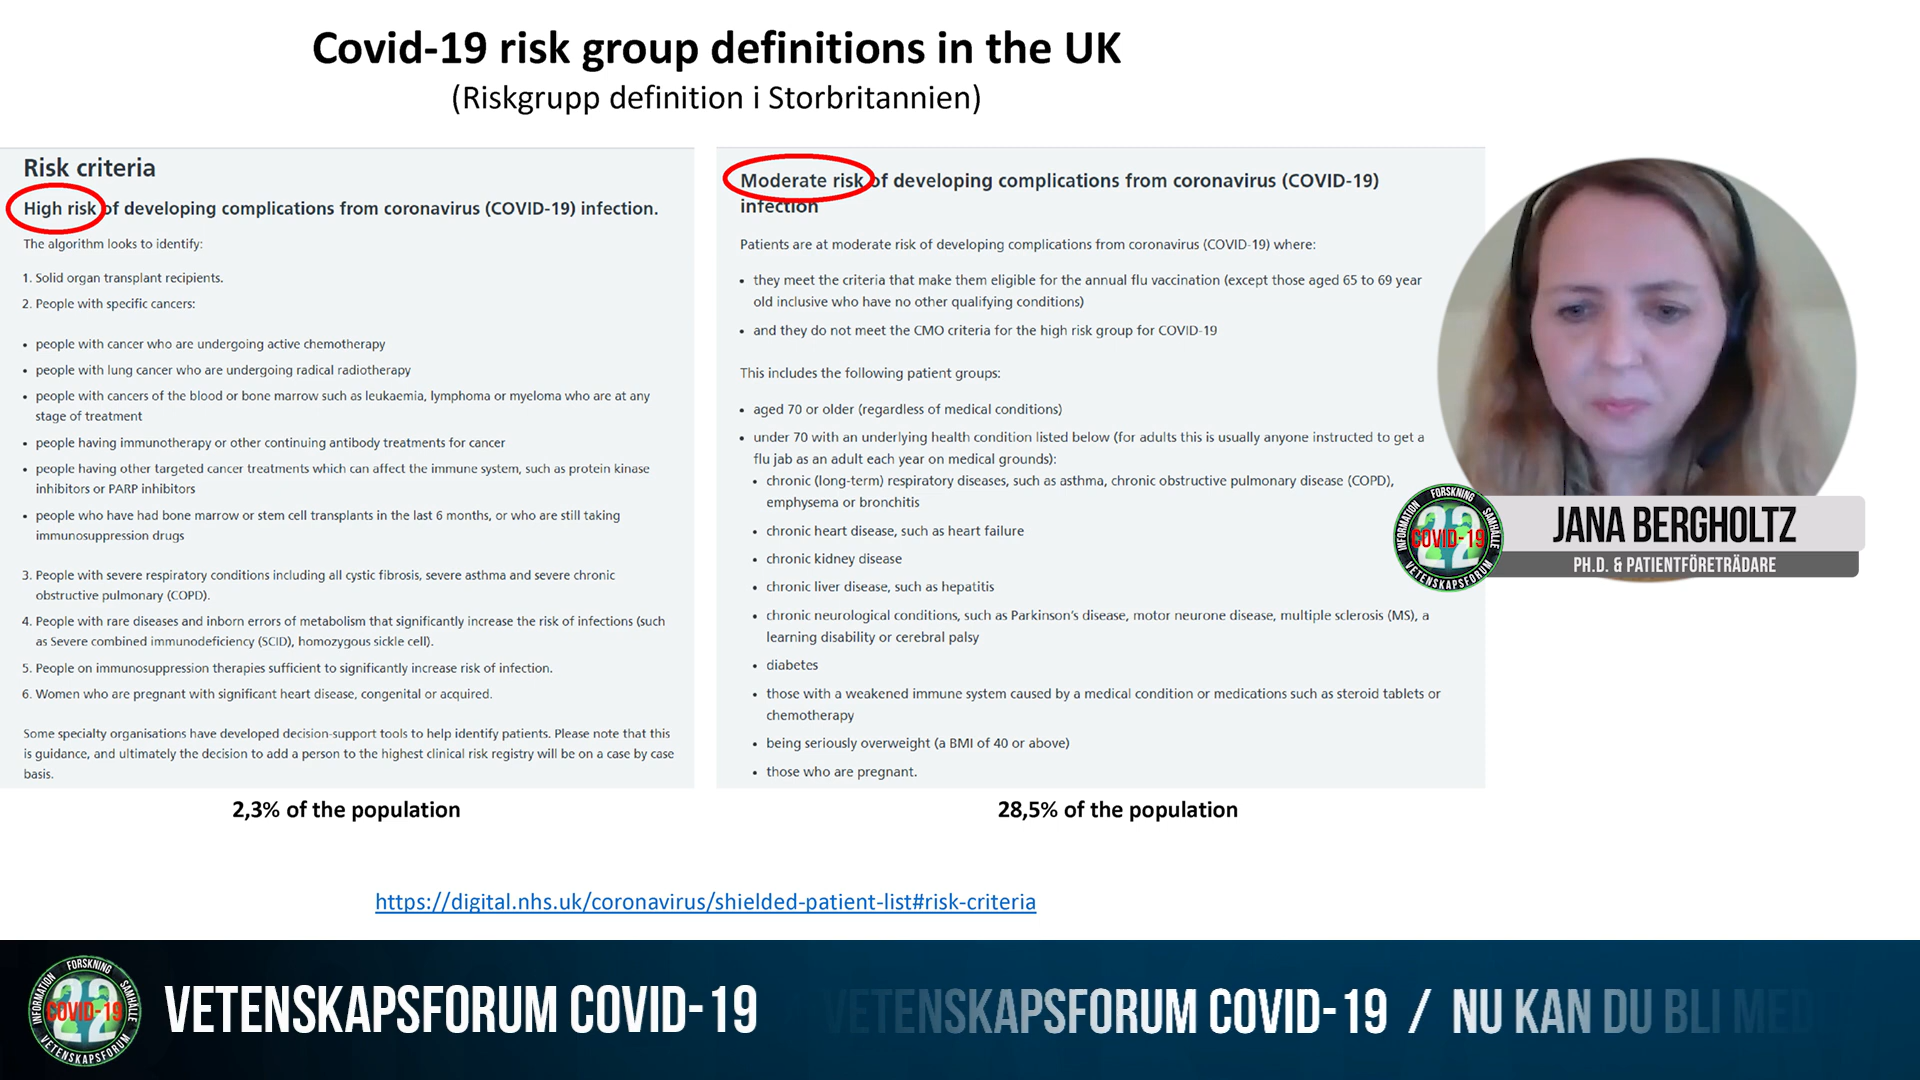 Covid-19 risk group definitions in the UK
(Riskgrupp definition i Storbritannien)
Risk criteria
High risk of developing complications from coronavirus (COVID-19) infection.
The algorithm looks to identify:
1. Solid organ transplant recipients.
2. People with specific cancers:
• people with cancer who are undergoing active chemotherapy
• people with lung cancer who are undergoing radical radiotherapy
• people with cancers of the blood or bone marrow such as leukaemia, lymphoma or myeloma who are at any
stage of treatment
• people having immunotherapy or other continuing antibody treatments for cancer
• people having other targeted cancer treatments which can affect the immune system, such as protein kinase
inhibitors or PARP inhibitors
• people who have had bone marrow or stem cell transplants in the last 6 months, or who are still taking
immunosuppression drugs
3. People with severe respiratory conditions including all cystic fibrosis, severe asthma and severe chronic
obstructive pulmonary (COPD).
4. People with rare diseases and inborn errors of metabolism that significantly increase the risk of infections (such
as Severe combined immunodeficiency (SCID), homozygous sickle cell).
5. People on immunosuppression therapies sufficient to significantly increase risk of infection.
6. Women who are pregnant with significant heart disease, congenital or acquired.
Some specialty organisations have developed decision-support tools to help identify patients. Please note that this
is guidance, and ultimately the decision to add a person to the highest clinical risk registry will be on a case by case
basis.
2,3% of the population
Moderate risk of developing complications from coronavirus (COVID-19)
infection
Patients are at moderate risk of developing complications from coronavirus (COVID-19) where:
• they meet the criteria that make them eligible for the annual flu vaccination (except those aged 65 to 69 year
old inclusive who have no other qualifying conditions)
• and they do not meet the CMO criteria for the high risk group for COVID-19
This includes the following patient groups:
• aged 70 or older (regardless of medical conditions)
• under 70 with an underlying health condition listed below (for adults this is usually anyone instructed to get a
flu jab as an adult each year on medical grounds):
• chronic (long-term) respiratory diseases, such as asthma, chronic obstructive pulmonary disease (COPD),
emphysema or bronchitis
• chronic heart disease, such as heart failure
• chronic kidney disease
• chronic liver disease, such as hepatitis
• chronic neurological conditions, such as Parkinson's disease, motor neurone disease, multiple sclerosis (MS), a
learning disability or cerebral palsy
• diabetes
• those with a weakened immune system caused by a medical condition or medications such as steroid tablets or
chemotherapy
• being seriously overweight (a BMI of 40 or above)
• those who are pregnant.
28,5% of the population
https://digital.nhs.uk/coronavirus/shielded-patient-list#risk-criteria
INFORMATION FORSKNING SAMHÄLLE
22
COVID-19
VETENSKAPSFORUM
JANA BERGHOLTZ
PH.D. & PATIENTFÖRETRÄDARE
INFORMATION FORSKNING SAMHÄLLE
22
COVID-19
VETENSKAPSFORUM
VETENSKAPSFORUM COVID-19
VETENSKAPSFORUM COVID-19 / NU KAN DU BLI MED